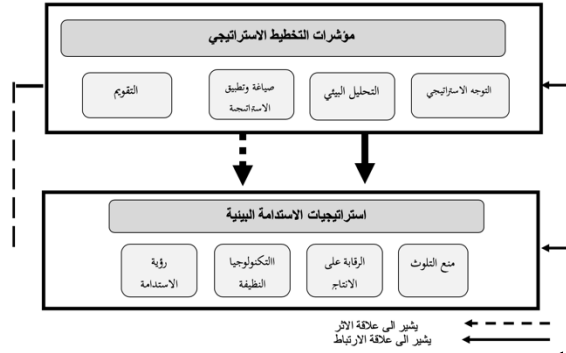 مؤشرات التخطيط الاستراتيجي
التوجه الاستراتيجي
التحليل البيئي
صياغة وتطبيق
الاستراتيجية
التقويم
استراتيجيات الاستدامة البيئية
منع التلوث
الرقابة على
الانتاج
االتكنولوجيا
النظيفة
رؤية
الاستدامة
يشير الى علاقة الاثر
يشير الى علاقة الارتباط